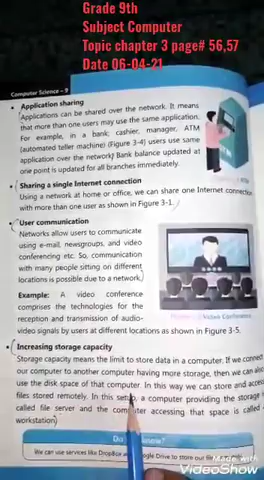 Grade 9th
Subject Computer
Topic chapter 3 page# 56,57
Date 06-04-21
Computer Science – 9
• Application sharing
Applications can be shared over the network. It means
that more than one users may use the same application.
For example, in a bank; cashier, manager, ATM
(automated teller machine) (Figure 3-4) users use same
application over the network. Bank balance updated at
one point is updated for all branches immediately.
• Sharing a single Internet connection
Using a network at home or office, we can share one Internet connection
with more than one user as shown in Figure 3-1.
• User communication
Networks allow users to communicate
using e-mail, newsgroups, and video
conferencing etc. So, communication
with many people sitting on different
locations is possible due to a network.
Example: A video conference
comprises the technologies for the
reception and transmission of audio-
video signals by users at different locations as shown in Figure 3-5.
Video Conference
• Increasing storage capacity
Storage capacity means the limit to store data in a computer. If we connect
our computer to another computer having more storage, then we can also
use the disk space of that computer. In this way we can store and access
files stored remotely. In this setup, a computer providing the storage is
called file server and the computer accessing that space is called
workstation
Do You Know?
We can use services like DropBox Google Drive to store our
Made With
VideoShow